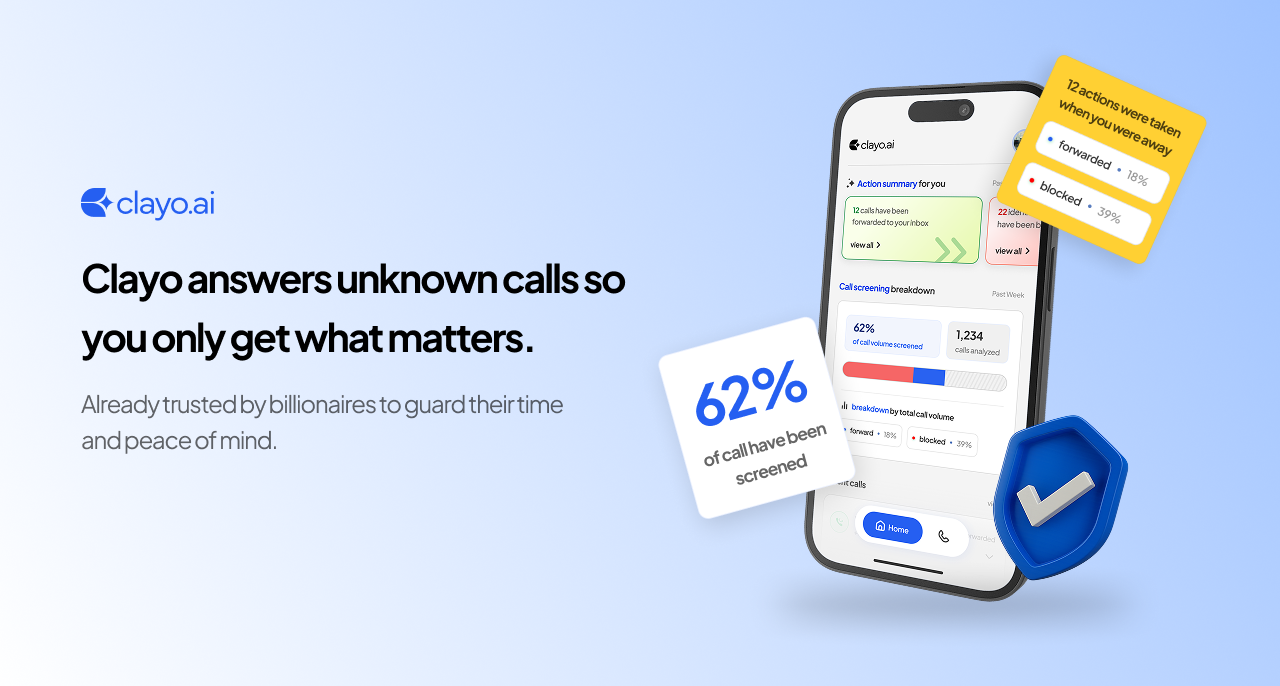 clayo.ai
Clayo answers unknown calls so
you only get what matters.
Already trusted by billionaires to guard their time
and peace of mind.
12 actions were taken
when you were away
forwarded • 18%
blocked • 39%
62%
of call have been
screened
clayo.ai
Action summary for you
12 calls have been
forwarded to your inbox
view all
22
have been
view all
Call screening breakdown
Past Week
62%
of call volume screened
1,234
calls analyzed
breakdown by total call volume
forward • 18%
blocked • 39%
calls
Home